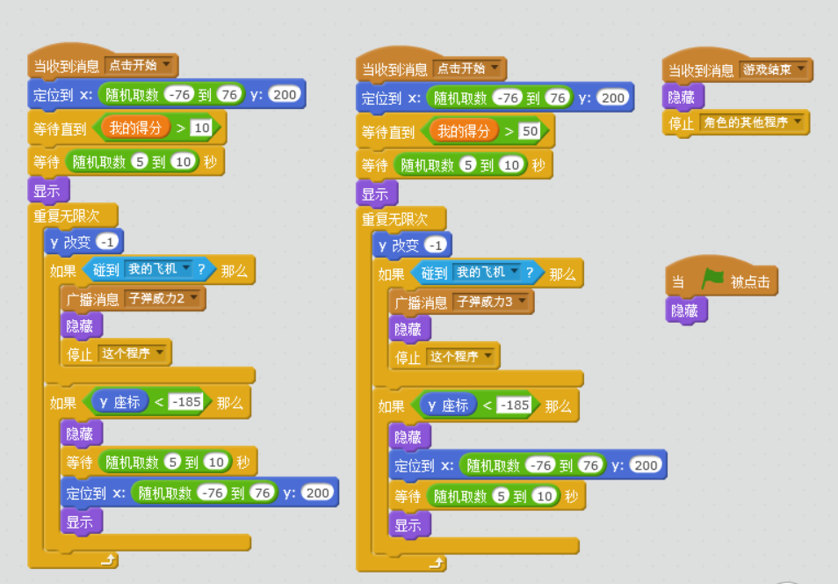 当收到消息 点击开始
定位到 x: 随机取数 -76 到 76 y: 200
等待直到 我的得分 > 10
等待 随机取数 5 到 10 秒
显示
重复无限次
y 改变 -1
如果 碰到 我的飞机 ? 那么
广播消息 子弹威力2
隐藏
停止 这个程序
如果 y 座标 < -185 那么
隐藏
等待 随机取数 5 到 10 秒
定位到 x: 随机取数 -76 到 76 y: 200
显示
当收到消息 点击开始
定位到 x: 随机取数 -76 到 76 y: 200
等待直到 我的得分 > 50
等待 随机取数 5 到 10 秒
显示
重复无限次
y 改变 -1
如果 碰到 我的飞机 ? 那么
广播消息 子弹威力3
隐藏
停止 这个程序
如果 y 座标 < -185 那么
隐藏
定位到 x: 随机取数 -76 到 76 y: 200
等待 随机取数 5 到 10 秒
显示
当收到消息 游戏结束
隐藏
停止 角色的其他程序
当 被点击
隐藏